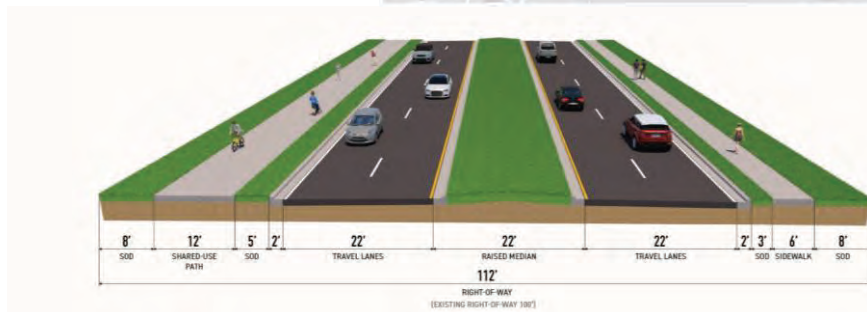 8' 12' 5' 2' 22' 22' 22' 2' 3' 6' 8'
SOD SHARED-USE PATH SOD TRAVEL LANES RAISED MEDIAN TRAVEL LANES SOD SIDEWALK SOD
112'
RIGHT-OF-WAY
(EXISTING RIGHT-OF-WAY 100')